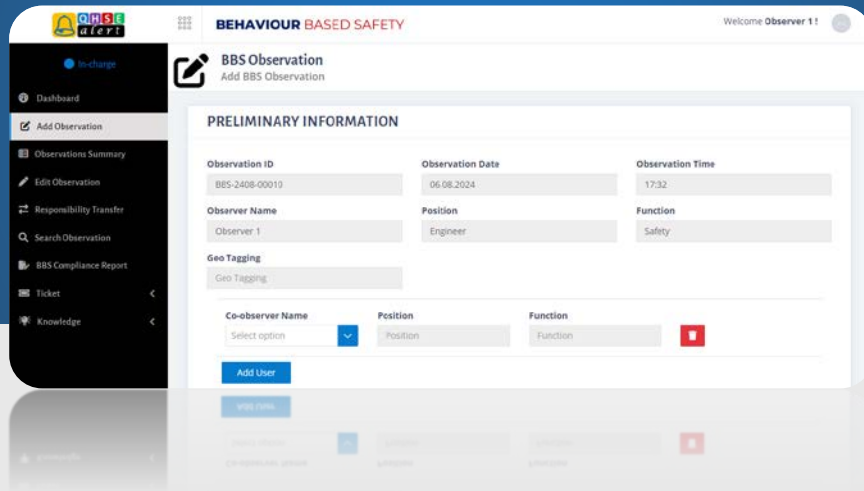 QHSE
alert
BEHAVIOUR BASED SAFETY
Welcome Observer 1 !
In-charge
BBS Observation
Add BBS Observation
Dashboard
Add Observation
Observations Summary
Edit Observation
Responsibility Transfer
Search Observation
BBS Compliance Report
Ticket
Knowledge
PRELIMINARY INFORMATION
Observation ID Observation Date Observation Time
BBS-2408-00010 06.08.2024 17:32
Observer Name Position Function
Observer 1 Engineer Safety
Geo Tagging
Geo Tagging
Co-observer Name Position Function
Select option Position Function
Add User